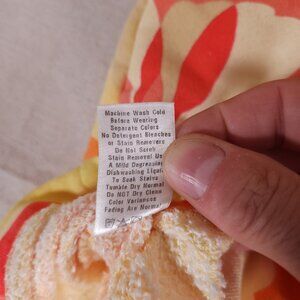 Machine Wash Cold
Before Wearing
Separate Colors
No Detergent Bleaches
or Stain Removers
Do Not Scrub
Stain Removal Use
A Mild Degreasing
Dishwashing Liquid
To Soak Stains
Tumble Dry Normal
Do NOT Dry Clean
Color Variances
Fading Are Normal